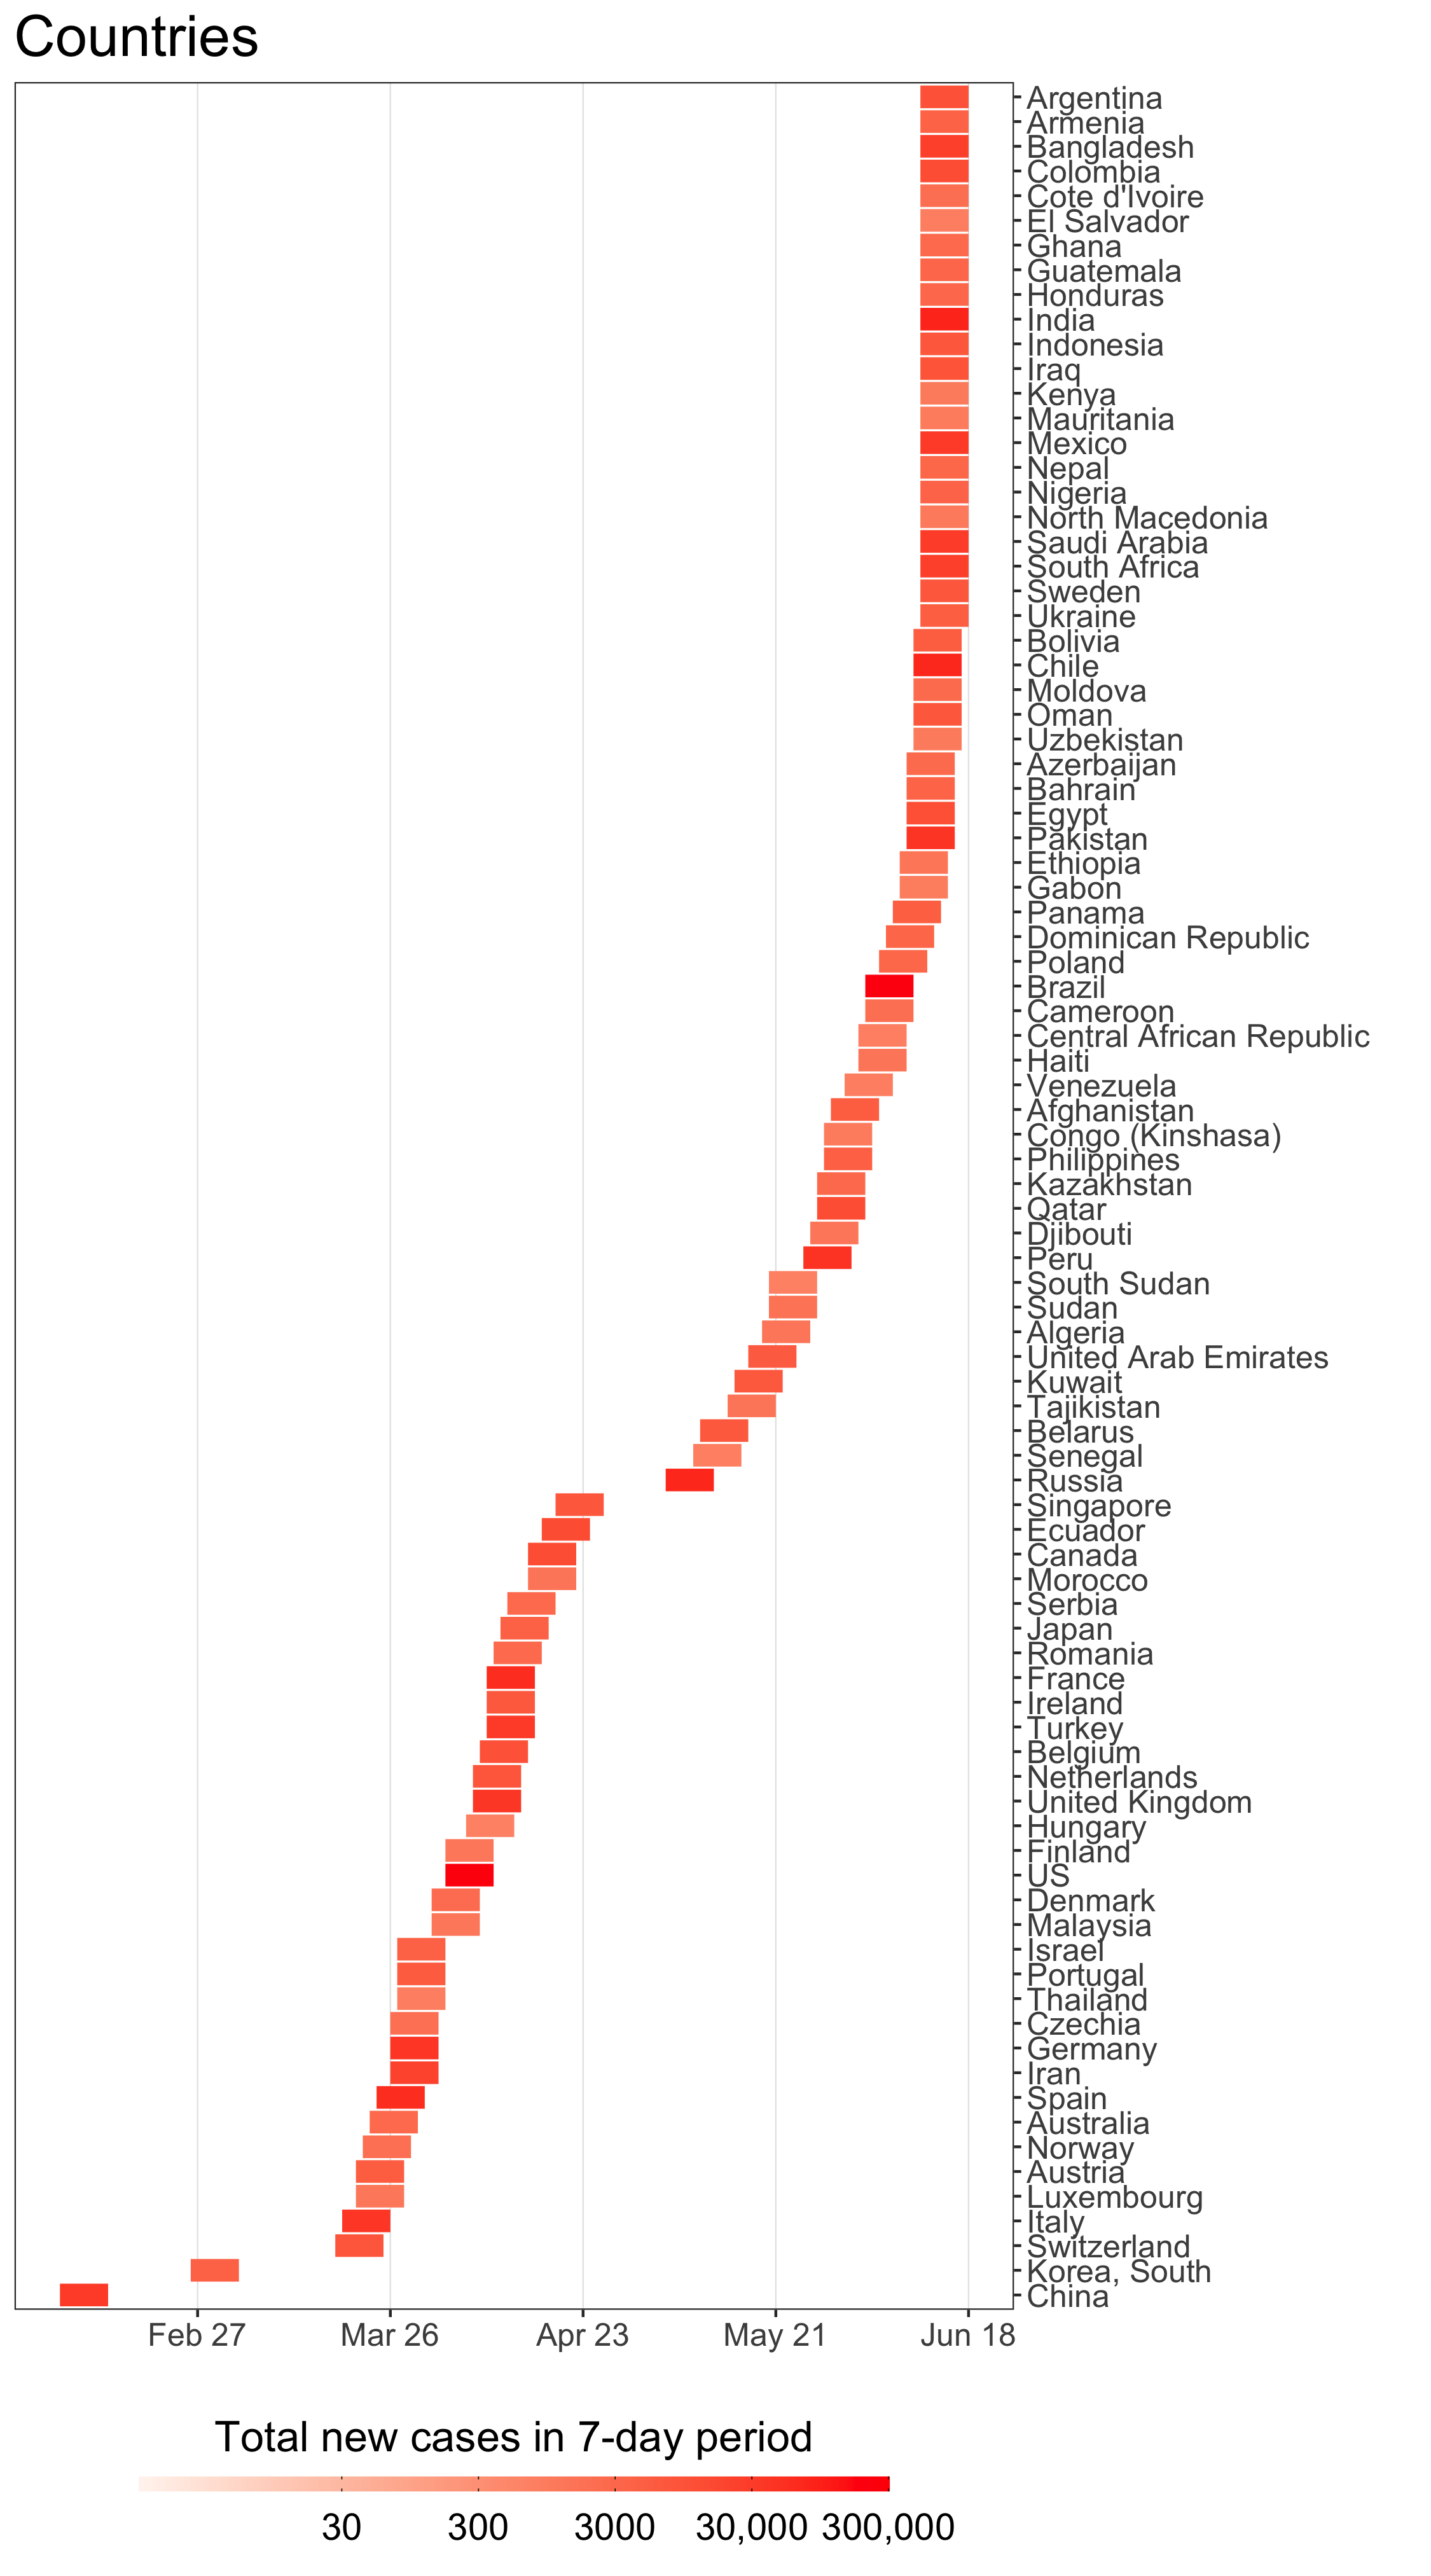 Countries
Argentina
Armenia
Bangladesh
Colombia
Cote d'Ivoire
El Salvador
Ghana
Guatemala
Honduras
India
Indonesia
Iraq
Kenya
Mauritania
Mexico
Nepal
Nigeria
North Macedonia
Saudi Arabia
South Africa
Sweden
Ukraine
Bolivia
Chile
Moldova
Oman
Uzbekistan
Azerbaijan
Bahrain
Egypt
Pakistan
Ethiopia
Gabon
Panama
Dominican Republic
Poland
Brazil
Cameroon
Central African Republic
Haiti
Venezuela
Afghanistan
Congo (Kinshasa)
Philippines
Kazakhstan
Qatar
Djibouti
Peru
South Sudan
Sudan
Algeria
United Arab Emirates
Kuwait
Tajikistan
Belarus
Senegal
Russia
Singapore
Ecuador
Canada
Morocco
Serbia
Japan
Romania
France
Ireland
Turkey
Belgium
Netherlands
United Kingdom
Hungary
Finland
US
Denmark
Malaysia
Israel
Portugal
Thailand
Czechia
Germany
Iran
Spain
Australia
Norway
Austria
Luxembourg
Italy
Switzerland
Korea, South
China
Feb 27 Mar 26 Apr 23 May 21 Jun 18
Total new cases in 7-day period
30 300 3000 30,000 300,000